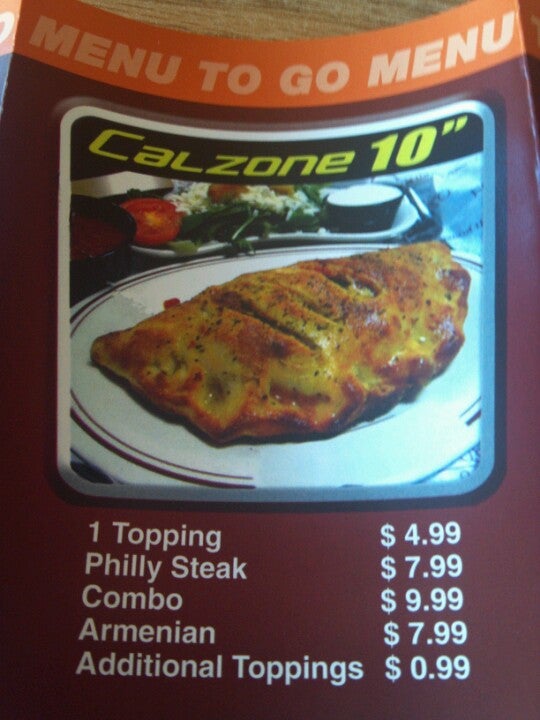 MENU TO GO MENU
CALZONE 10"
1 Topping $ 4.99
Philly Steak $ 7.99
Combo $ 9.99
Armenian $ 7.99
Additional Toppings $ 0.99